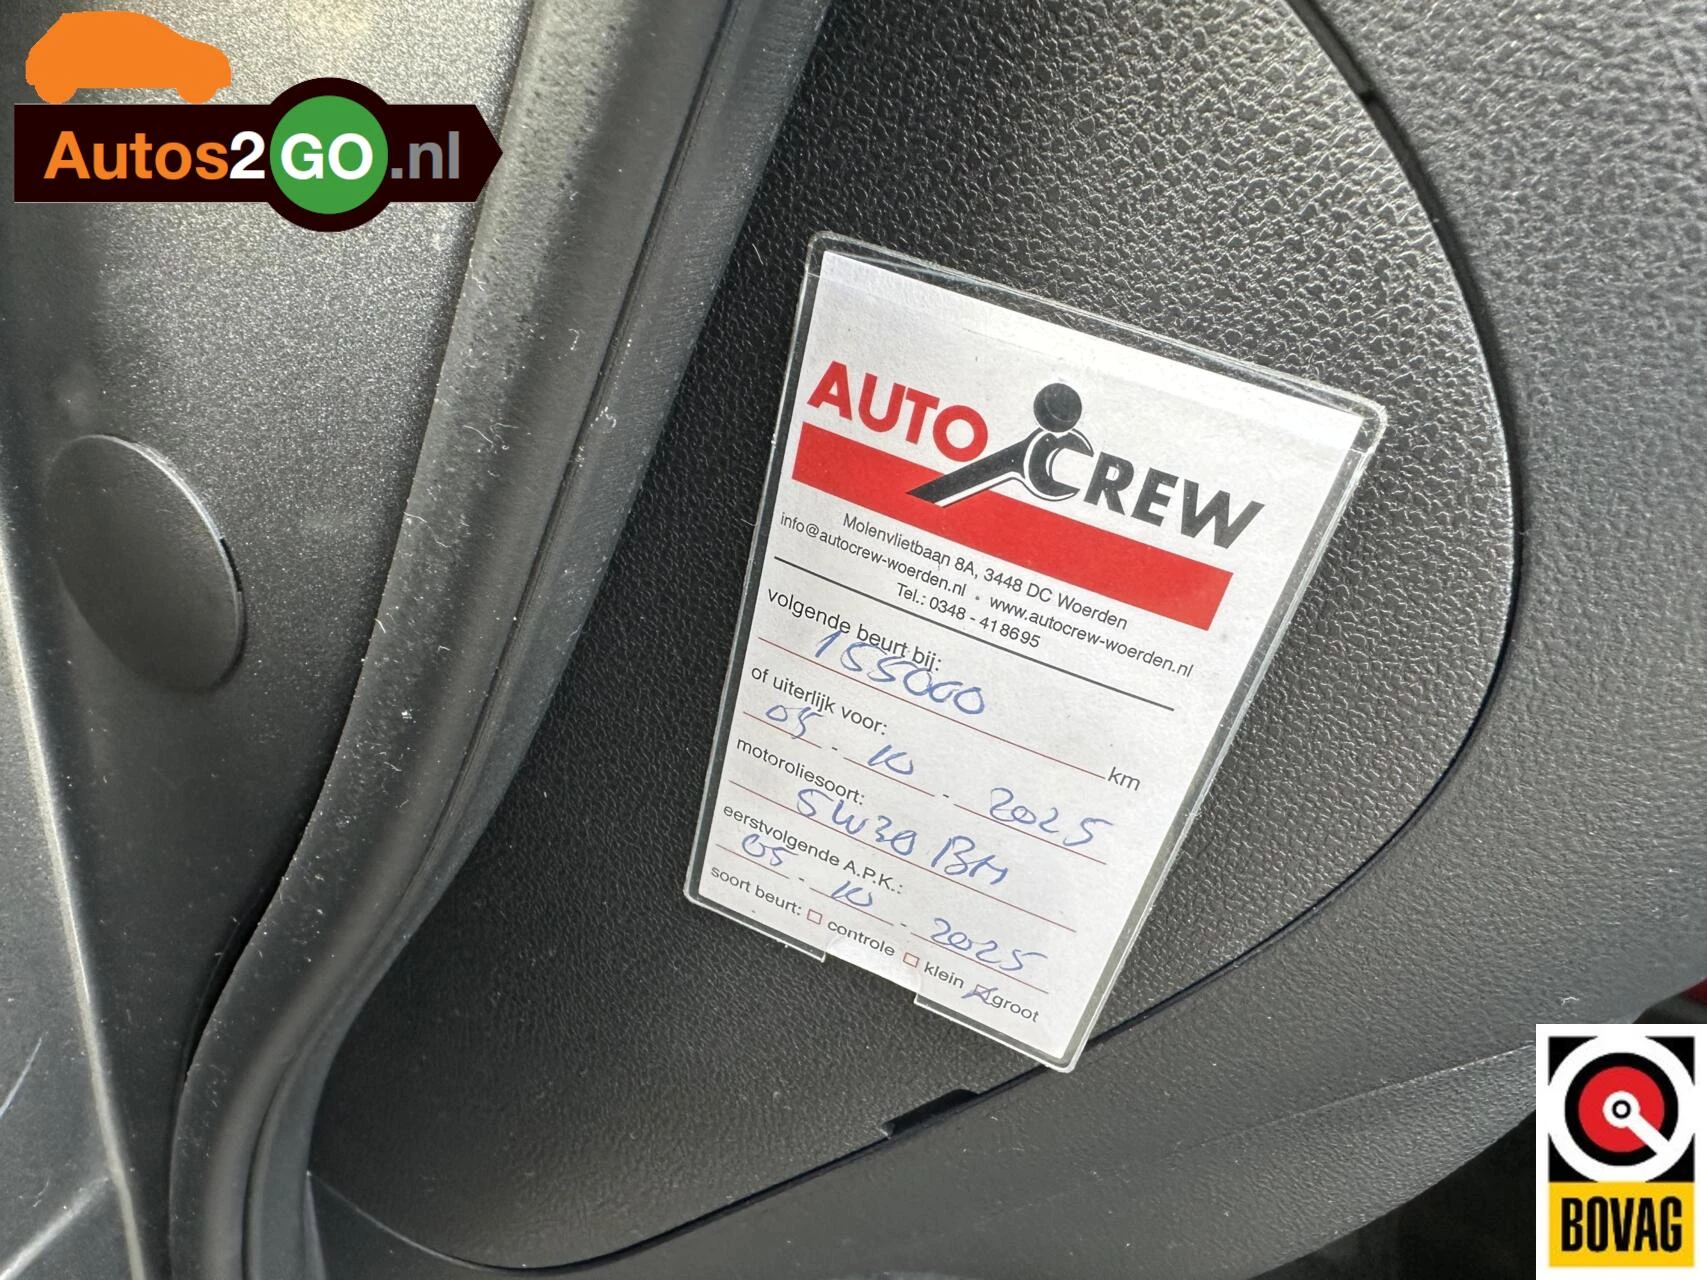 Autos2GO.nl
AUTO CREW
Molenvlietbaan 8A, 3448 DC Woerden
info@autocrew-woerden.nl • www.autocrew-woerden.nl
Tel.: 0348 - 418695
volgende beurt bij:
155000 km
of uiterlijk voor:
05 - 10 - 2025
motoroliesoort:
5W30 BM
eerstvolgende A.P.K.:
05 - 10 - 2025
soort beurt: □ controle □ klein ☒ groot
BOVAG